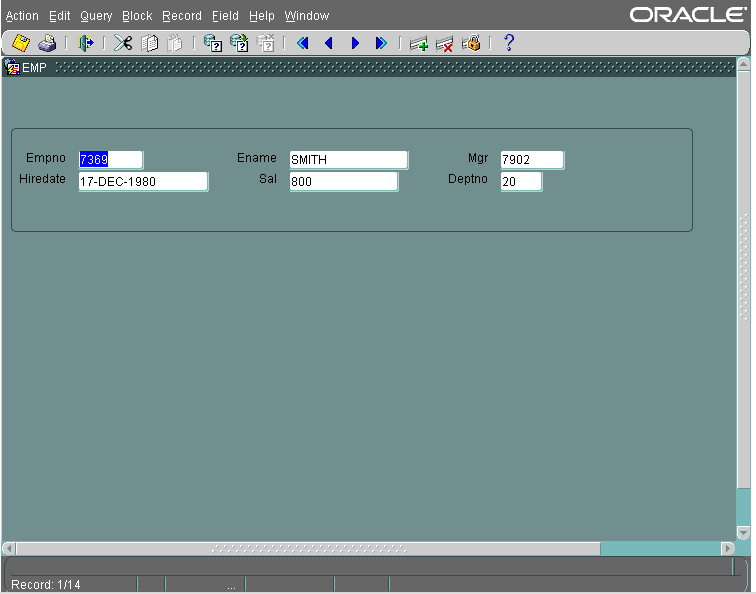 Action Edit Query Block Record Field Help Window ORACLE
EMP
Empno 7369 Ename SMITH Mgr 7902
Hiredate 17-DEC-1980 Sal 800 Deptno 20
Record: 1/14 ...